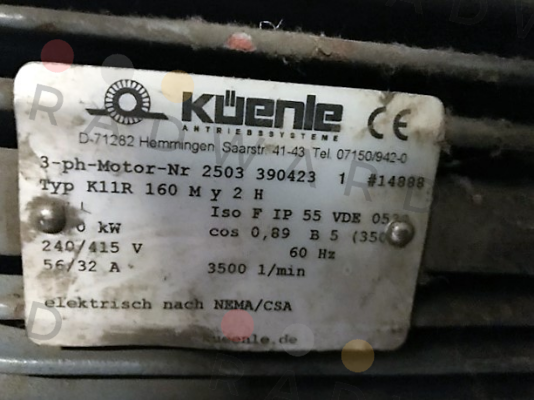 Küenle
ANTRIEBSSYSTEME
CE
D-71282 Hemmingen Saarstr. 41-43 Tel. 07150/942-0
3-ph-Motor-Nr 2503 390423 1 #14888
Typ K11R 160 M y 2 H
Iso F IP 55 VDE
kW cos 0,89 B 5
240/415 V 60 Hz
56/32 A 3500 1/min
elektrisch nach NEMA/CSA
kuenle.de